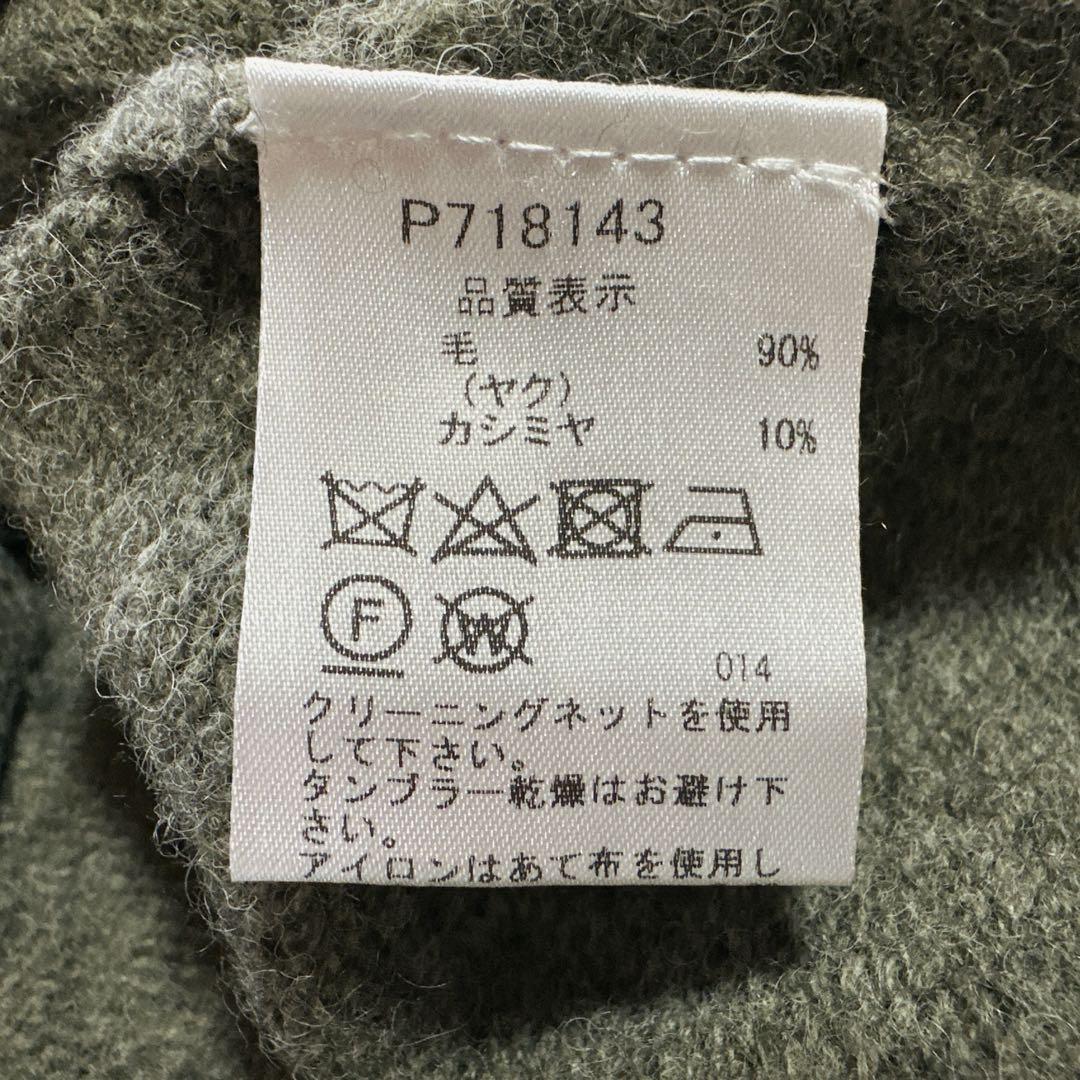 P718143
品質表示
毛 90%
(ヤク)
カシミヤ 10%
F
W
014
クリーニングネットを使用
して下さい。
タンブラー乾燥はお避け下
さい。
アイロンはあて布を使用し